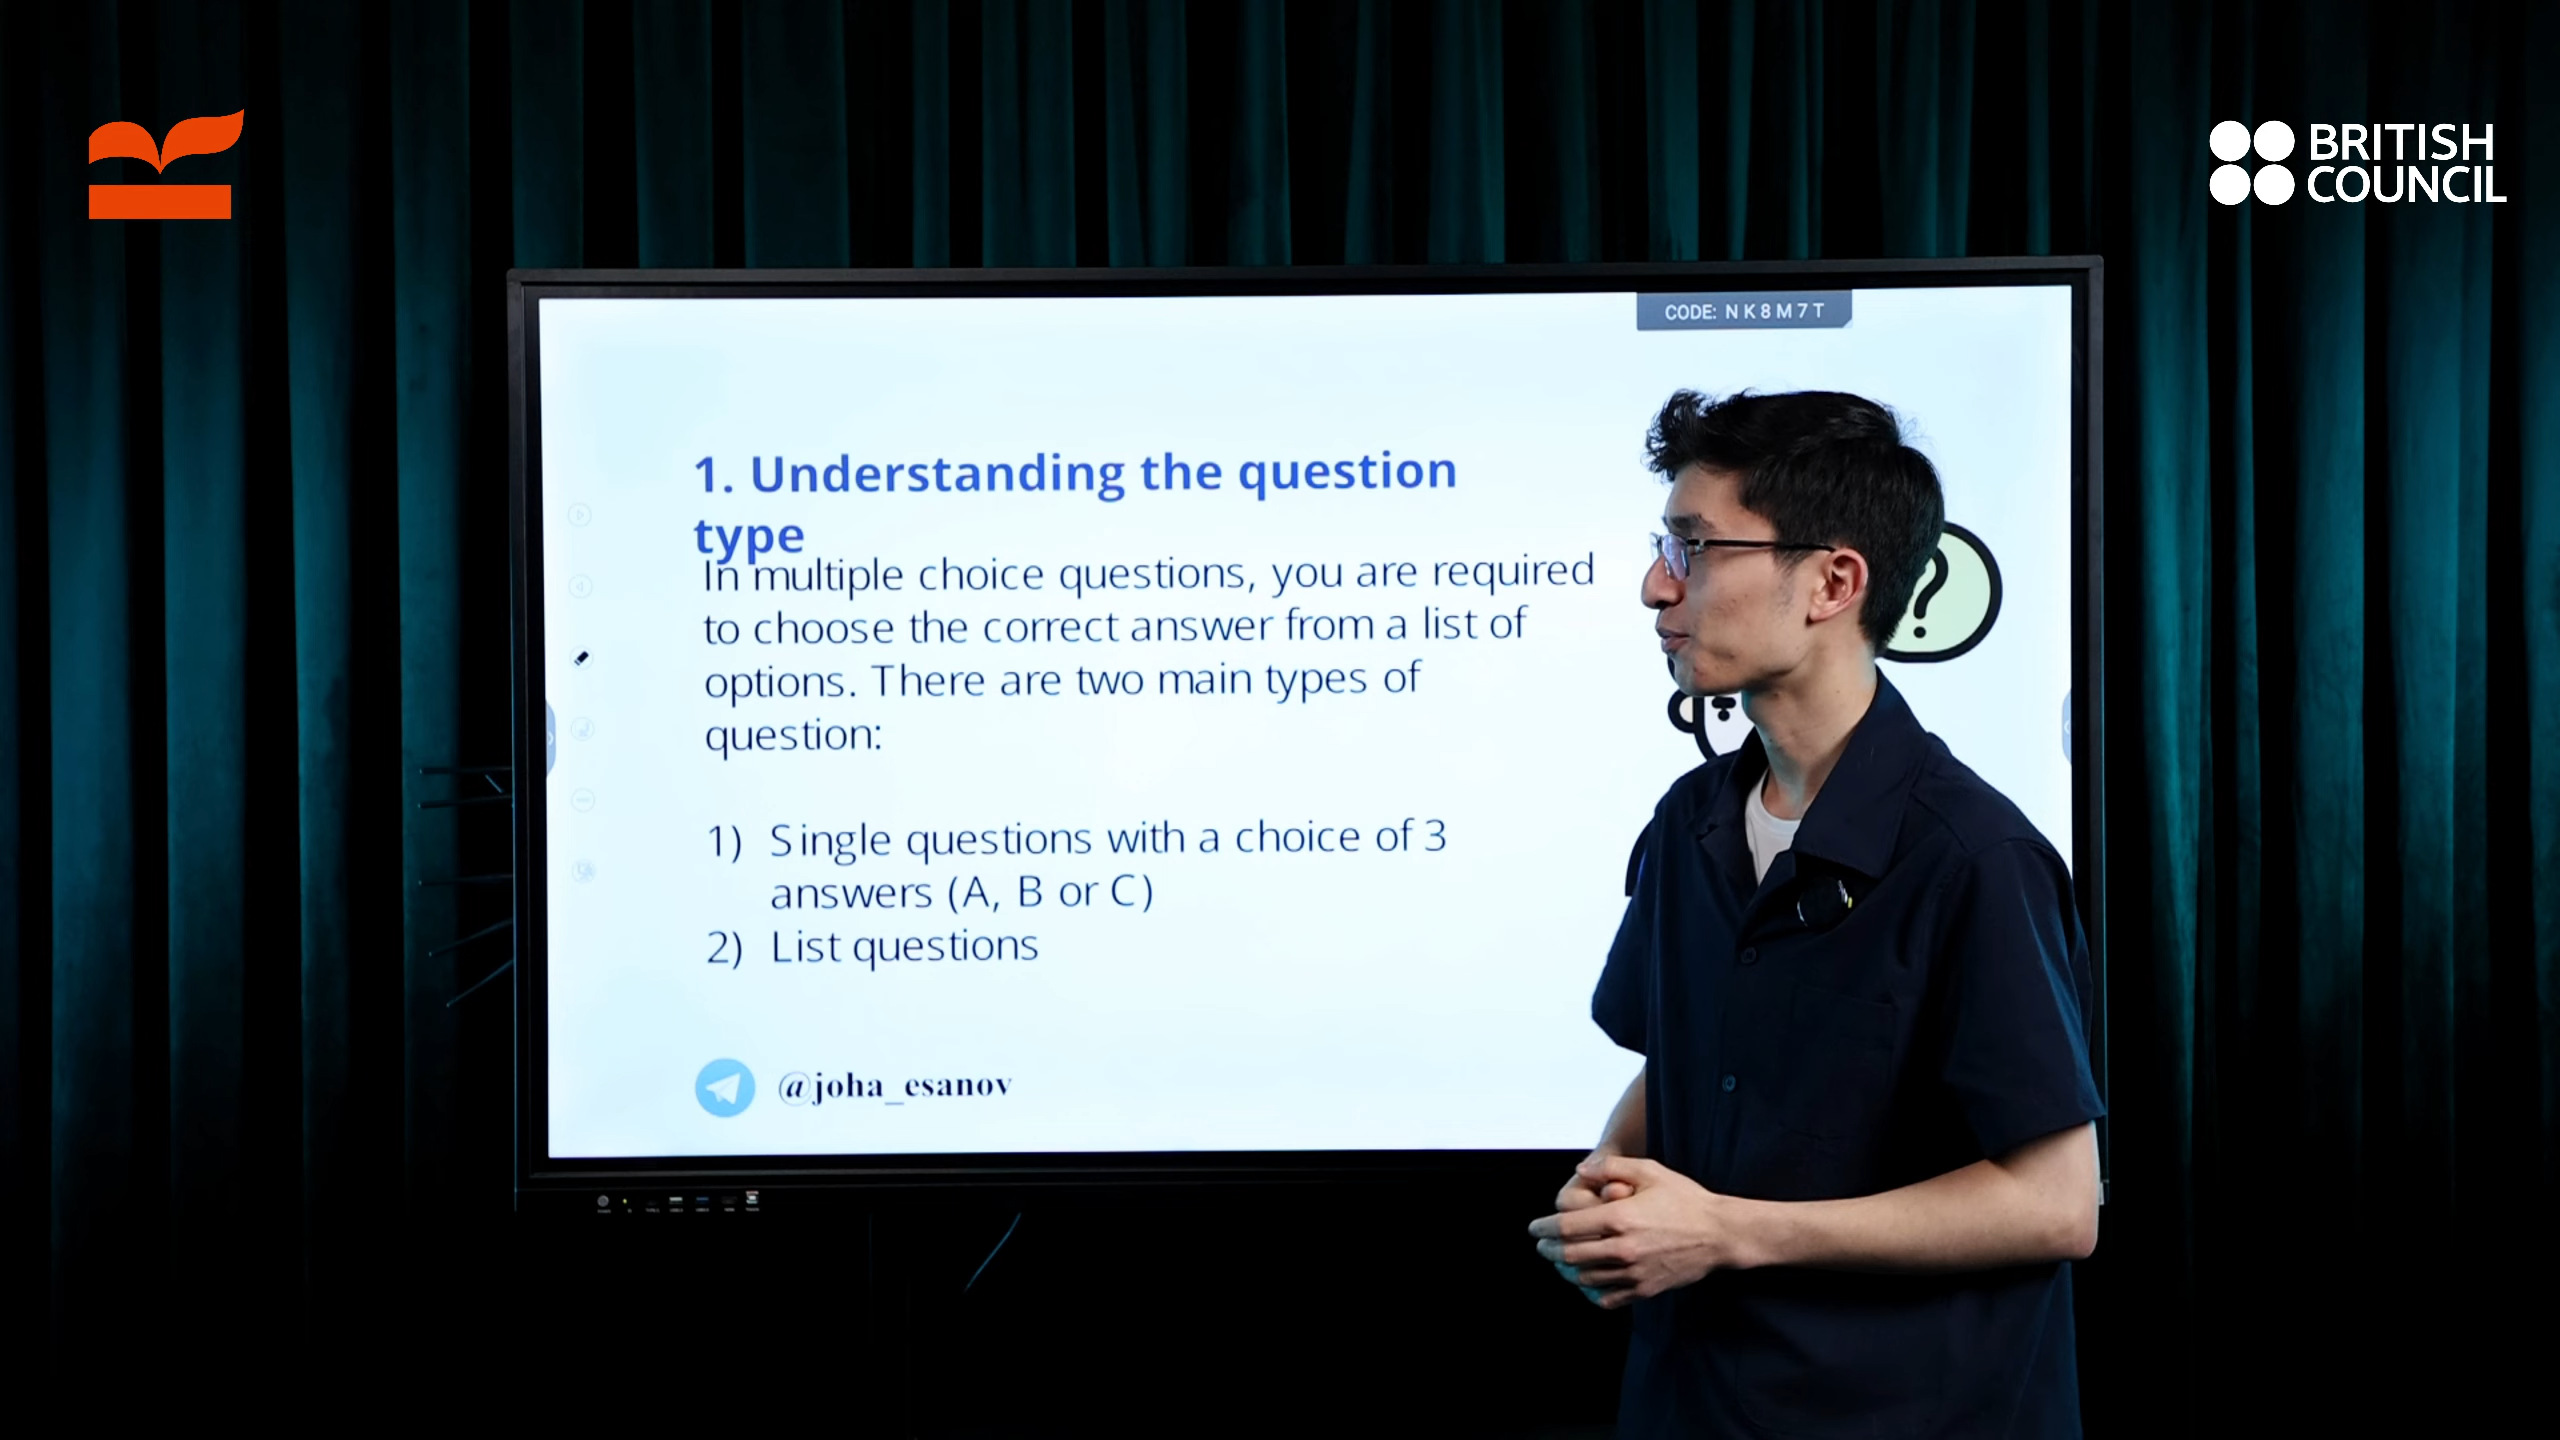 BRITISH
COUNCIL
CODE: NK8M7T
1. Understanding the question
type
In multiple choice questions, you are required
to choose the correct answer from a list of
options. There are two main types of
question:
1) Single questions with a choice of 3
answers (A, B or C)
2) List questions
@joha_esanov
?